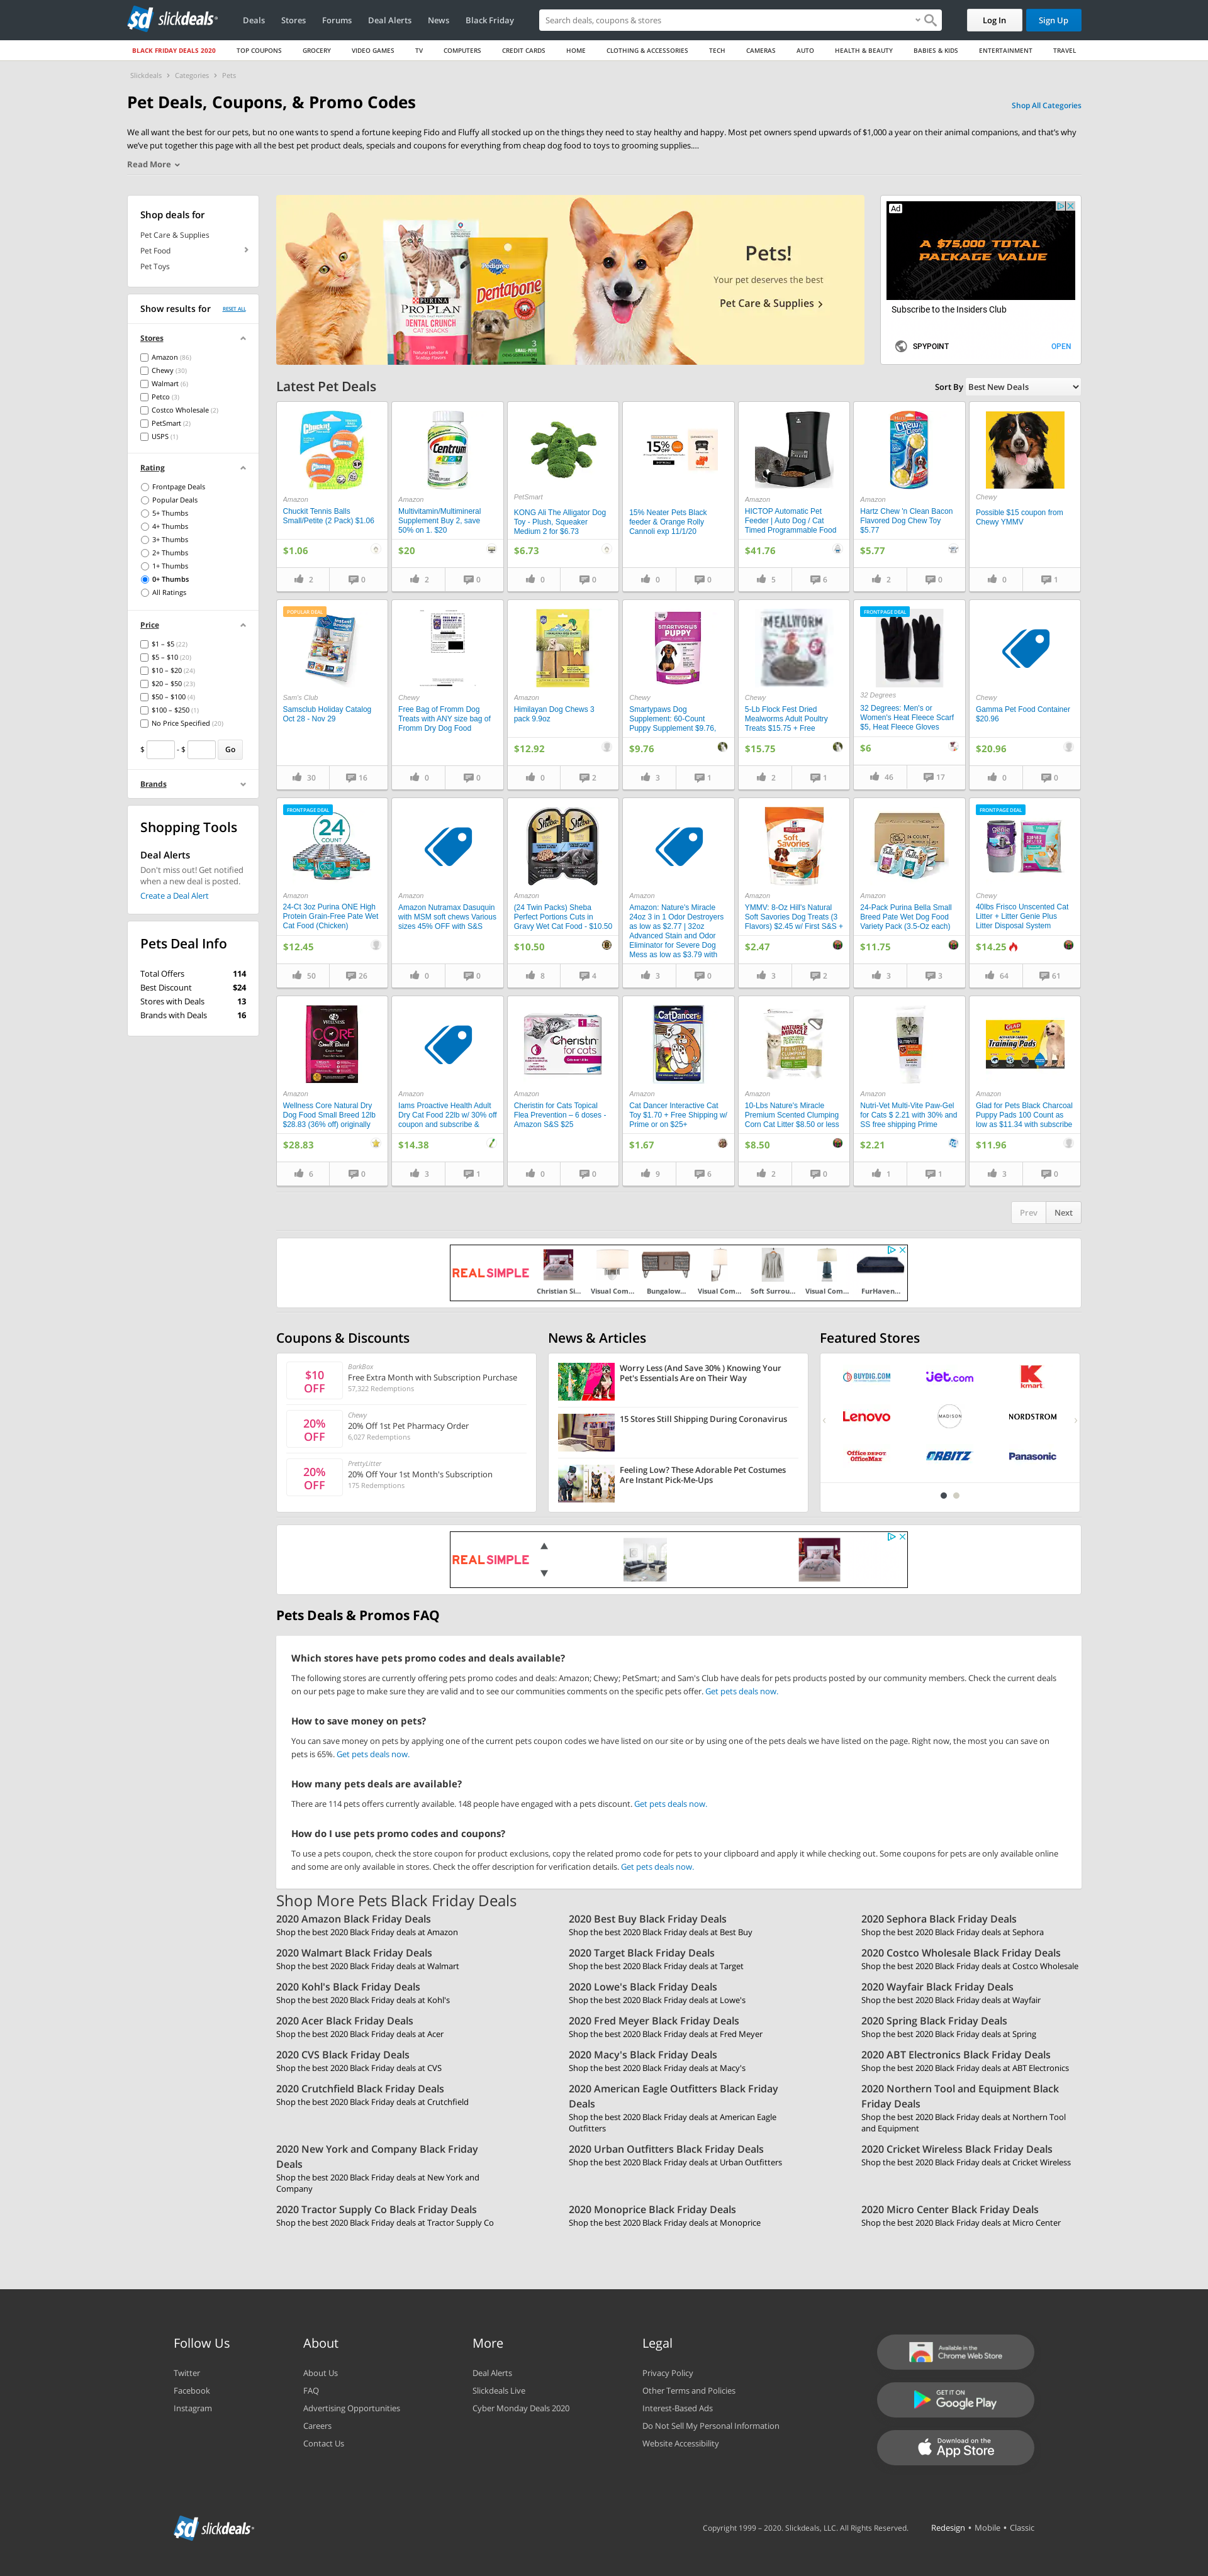 slickdeals
Deals
Stores
Forums
Deal Alerts
News
Black Friday
Search deals, coupons & stores
Log In
Sign Up
BLACK FRIDAY DEALS 2020
TOP COUPONS
GROCERY
VIDEO GAMES
TV
COMPUTERS
CREDIT CARDS
HOME
CLOTHING & ACCESSORIES
TECH
CAMERAS
AUTO
HEALTH & BEAUTY
BABIES & KIDS
ENTERTAINMENT
TRAVEL
Slickdeals › Categories › Pets
Pet Deals, Coupons, & Promo Codes
Shop All Categories
We all want the best for our pets, but no one wants to spend a fortune keeping Fido and Fluffy all stocked up on the things they need to stay healthy and happy. Most pet owners spend upwards of $1,000 a year on their animal companions, and that's why
we've put together this page with all the best pet product deals, specials and coupons for everything from cheap dog food to toys to grooming supplies....
Read More
Shop deals for
Pet Care & Supplies
Pet Food
Pet Toys
Show results for
RESET ALL
Stores
Amazon (86)
Chewy (30)
Walmart (6)
Petco (3)
Costco Wholesale (2)
PetSmart (2)
USPS (1)
Rating
Frontpage Deals
Popular Deals
5+ Thumbs
4+ Thumbs
3+ Thumbs
2+ Thumbs
1+ Thumbs
0+ Thumbs
All Ratings
Price
$1 – $5 (22)
$5 – $10 (20)
$10 – $20 (24)
$20 – $50 (23)
$50 – $100 (4)
$100 – $250 (1)
No Price Specified (20)
$ - $ Go
Brands
Shopping Tools
Deal Alerts
Don't miss out! Get notified
when a new deal is posted.
Create a Deal Alert
Pets Deal Info
Total Offers 114
Best Discount $24
Stores with Deals 13
Brands with Deals 16
PURINA
PRO PLAN
DENTAL CRUNCH
CAT SNACKS
Pedigree
Dentabone
Pets!
Your pet deserves the best
Pet Care & Supplies
Ad
A $75,000 TOTAL
PACKAGE VALUE
Subscribe to the Insiders Club
SPYPOINT
OPEN
Latest Pet Deals
Sort By Best New Deals
Amazon
Chuckit Tennis Balls
Small/Petite (2 Pack) $1.06
$1.06
2
0
Centrum
Amazon
Multivitamin/Multimineral
Supplement Buy 2, save
50% on 1. $20
$20
2
0
PetSmart
KONG Ali The Alligator Dog
Toy - Plush, Squeaker
Medium 2 for $6.73
$6.73
0
0
15%
OFF
15% Neater Pets Black
feeder & Orange Rolly
Cannoli exp 11/1/20
0
0
Amazon
HICTOP Automatic Pet
Feeder | Auto Dog / Cat
Timed Programmable Food
$41.76
5
6
Amazon
Hartz Chew 'n Clean Bacon
Flavored Dog Chew Toy
$5.77
$5.77
2
0
Chewy
Possible $15 coupon from
Chewy YMMV
0
1
POPULAR DEAL
Sam's Club
Samsclub Holiday Catalog
Oct 28 - Nov 29
30
16
Chewy
Free Bag of Fromm Dog
Treats with ANY size bag of
Fromm Dry Dog Food
0
0
Amazon
Himilayan Dog Chews 3
pack 9.9oz
$12.92
0
2
SMARTYPAWS
PUPPY
Chewy
Smartypaws Dog
Supplement: 60-Count
Puppy Supplement $9.76,
$9.76
3
1
MEALWORM
Chewy
5-Lb Flock Fest Dried
Mealworms Adult Poultry
Treats $15.75 + Free
$15.75
2
1
FRONTPAGE DEAL
32 Degrees
32 Degrees: Men's or
Women's Heat Fleece Scarf
$5, Heat Fleece Gloves
$6
46
17
Chewy
Gamma Pet Food Container
$20.96
$20.96
0
0
FRONTPAGE DEAL
24
COUNT
Amazon
24-Ct 3oz Purina ONE High
Protein Grain-Free Pate Wet
Cat Food (Chicken)
$12.45
50
26
Amazon
Amazon Nutramax Dasuquin
with MSM soft chews Various
sizes 45% OFF with S&S
0
0
Sheba
Sheba
Amazon
(24 Twin Packs) Sheba
Perfect Portions Cuts in
Gravy Wet Cat Food - $10.50
$10.50
8
4
Amazon
Amazon: Nature's Miracle
24oz 3 in 1 Odor Destroyers
as low as $2.77 | 32oz
Advanced Stain and Odor
Eliminator for Severe Dog
Mess as low as $3.79 with
3
0
Soft
Savories
Amazon
YMMV: 8-Oz Hill's Natural
Soft Savories Dog Treats (3
Flavors) $2.45 w/ First S&S +
$2.47
3
2
Amazon
24-Pack Purina Bella Small
Breed Pate Wet Dog Food
Variety Pack (3.5-Oz each)
$11.75
3
3
FRONTPAGE DEAL
Chewy
40lbs Frisco Unscented Cat
Litter + Litter Genie Plus
Litter Disposal System
$14.25
64
61
WELLNESS
CORE
Small Breed
Amazon
Wellness Core Natural Dry
Dog Food Small Breed 12lb
$28.83 (36% off) originally
$28.83
6
0
Amazon
Iams Proactive Health Adult
Dry Cat Food 22lb w/ 30% off
coupon and subscribe &
$14.38
3
1
Cheristin
for cats
Amazon
Cheristin for Cats Topical
Flea Prevention – 6 doses -
Amazon S&S $25
0
0
CatDancer
Amazon
Cat Dancer Interactive Cat
Toy $1.70 + Free Shipping w/
Prime or on $25+
$1.67
9
6
Amazon
10-Lbs Nature's Miracle
Premium Scented Clumping
Corn Cat Litter $8.50 or less
$8.50
2
0
Amazon
Nutri-Vet Multi-Vite Paw-Gel
for Cats $ 2.21 with 30% and
SS free shipping Prime
$2.21
1
1
GLAD
Training Pads
Amazon
Glad for Pets Black Charcoal
Puppy Pads 100 Count as
low as $11.34 with subscribe
$11.96
3
0
Prev
Next
REAL SIMPLE
Christian Si...
Visual Com...
Bungalow...
Visual Com...
Soft Surrou...
Visual Com...
FurHaven...
Coupons & Discounts
$10
OFF
BarkBox
Free Extra Month with Subscription Purchase
57,322 Redemptions
20%
OFF
Chewy
20% Off 1st Pet Pharmacy Order
6,027 Redemptions
20%
OFF
PrettyLitter
20% Off Your 1st Month's Subscription
175 Redemptions
News & Articles
Worry Less (And Save 30% ) Knowing Your
Pet's Essentials Are on Their Way
15 Stores Still Shipping During Coronavirus
Feeling Low? These Adorable Pet Costumes
Are Instant Pick-Me-Ups
Featured Stores
BUYDIG.COM
Jet.com
kmart
Lenovo
MADISON
NORDSTROM
Office DEPOT
OfficeMax
ORBITZ
Panasonic
REAL SIMPLE
Pets Deals & Promos FAQ
Which stores have pets promo codes and deals available?
The following stores are currently offering pets promo codes and deals: Amazon; Chewy; PetSmart; and Sam's Club have deals for pets products posted by our community members. Check the current deals
on our pets page to make sure they are valid and to see our communities comments on the specific pets offer. Get pets deals now.
How to save money on pets?
You can save money on pets by applying one of the current pets coupon codes we have listed on our site or by using one of the pets deals we have listed on the page. Right now, the most you can save on
pets is 65%. Get pets deals now.
How many pets deals are available?
There are 114 pets offers currently available. 148 people have engaged with a pets discount. Get pets deals now.
How do I use pets promo codes and coupons?
To use a pets coupon, check the store coupon for product exclusions, copy the related promo code for pets to your clipboard and apply it while checking out. Some coupons for pets are only available online
and some are only available in stores. Check the offer description for verification details. Get pets deals now.
Shop More Pets Black Friday Deals
2020 Amazon Black Friday Deals
Shop the best 2020 Black Friday deals at Amazon
2020 Best Buy Black Friday Deals
Shop the best 2020 Black Friday deals at Best Buy
2020 Sephora Black Friday Deals
Shop the best 2020 Black Friday deals at Sephora
2020 Walmart Black Friday Deals
Shop the best 2020 Black Friday deals at Walmart
2020 Target Black Friday Deals
Shop the best 2020 Black Friday deals at Target
2020 Costco Wholesale Black Friday Deals
Shop the best 2020 Black Friday deals at Costco Wholesale
2020 Kohl's Black Friday Deals
Shop the best 2020 Black Friday deals at Kohl's
2020 Lowe's Black Friday Deals
Shop the best 2020 Black Friday deals at Lowe's
2020 Wayfair Black Friday Deals
Shop the best 2020 Black Friday deals at Wayfair
2020 Acer Black Friday Deals
Shop the best 2020 Black Friday deals at Acer
2020 Fred Meyer Black Friday Deals
Shop the best 2020 Black Friday deals at Fred Meyer
2020 Spring Black Friday Deals
Shop the best 2020 Black Friday deals at Spring
2020 CVS Black Friday Deals
Shop the best 2020 Black Friday deals at CVS
2020 Macy's Black Friday Deals
Shop the best 2020 Black Friday deals at Macy's
2020 ABT Electronics Black Friday Deals
Shop the best 2020 Black Friday deals at ABT Electronics
2020 Crutchfield Black Friday Deals
Shop the best 2020 Black Friday deals at Crutchfield
2020 American Eagle Outfitters Black Friday
Deals
Shop the best 2020 Black Friday deals at American Eagle
Outfitters
2020 Northern Tool and Equipment Black
Friday Deals
Shop the best 2020 Black Friday deals at Northern Tool
and Equipment
2020 New York and Company Black Friday
Deals
Shop the best 2020 Black Friday deals at New York and
Company
2020 Urban Outfitters Black Friday Deals
Shop the best 2020 Black Friday deals at Urban Outfitters
2020 Cricket Wireless Black Friday Deals
Shop the best 2020 Black Friday deals at Cricket Wireless
2020 Tractor Supply Co Black Friday Deals
Shop the best 2020 Black Friday deals at Tractor Supply Co
2020 Monoprice Black Friday Deals
Shop the best 2020 Black Friday deals at Monoprice
2020 Micro Center Black Friday Deals
Shop the best 2020 Black Friday deals at Micro Center
Follow Us
Twitter
Facebook
Instagram
About
About Us
FAQ
Advertising Opportunities
Careers
Contact Us
More
Deal Alerts
Slickdeals Live
Cyber Monday Deals 2020
Legal
Privacy Policy
Other Terms and Policies
Interest-Based Ads
Do Not Sell My Personal Information
Website Accessibility
Available in the
Chrome Web Store
GET IT ON
Google Play
Download on the
App Store
slickdeals
Copyright 1999 – 2020. Slickdeals, LLC. All Rights Reserved.
Redesign • Mobile • Classic